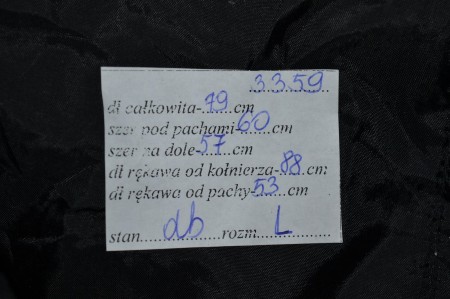 3359
dł całkowita-79cm
szer pod pachami-60cm
szer na dole-57cm
dł rękawa od kołnierza-88cm
dł rękawa od pachy-53cm
stan........db........rozm........L........